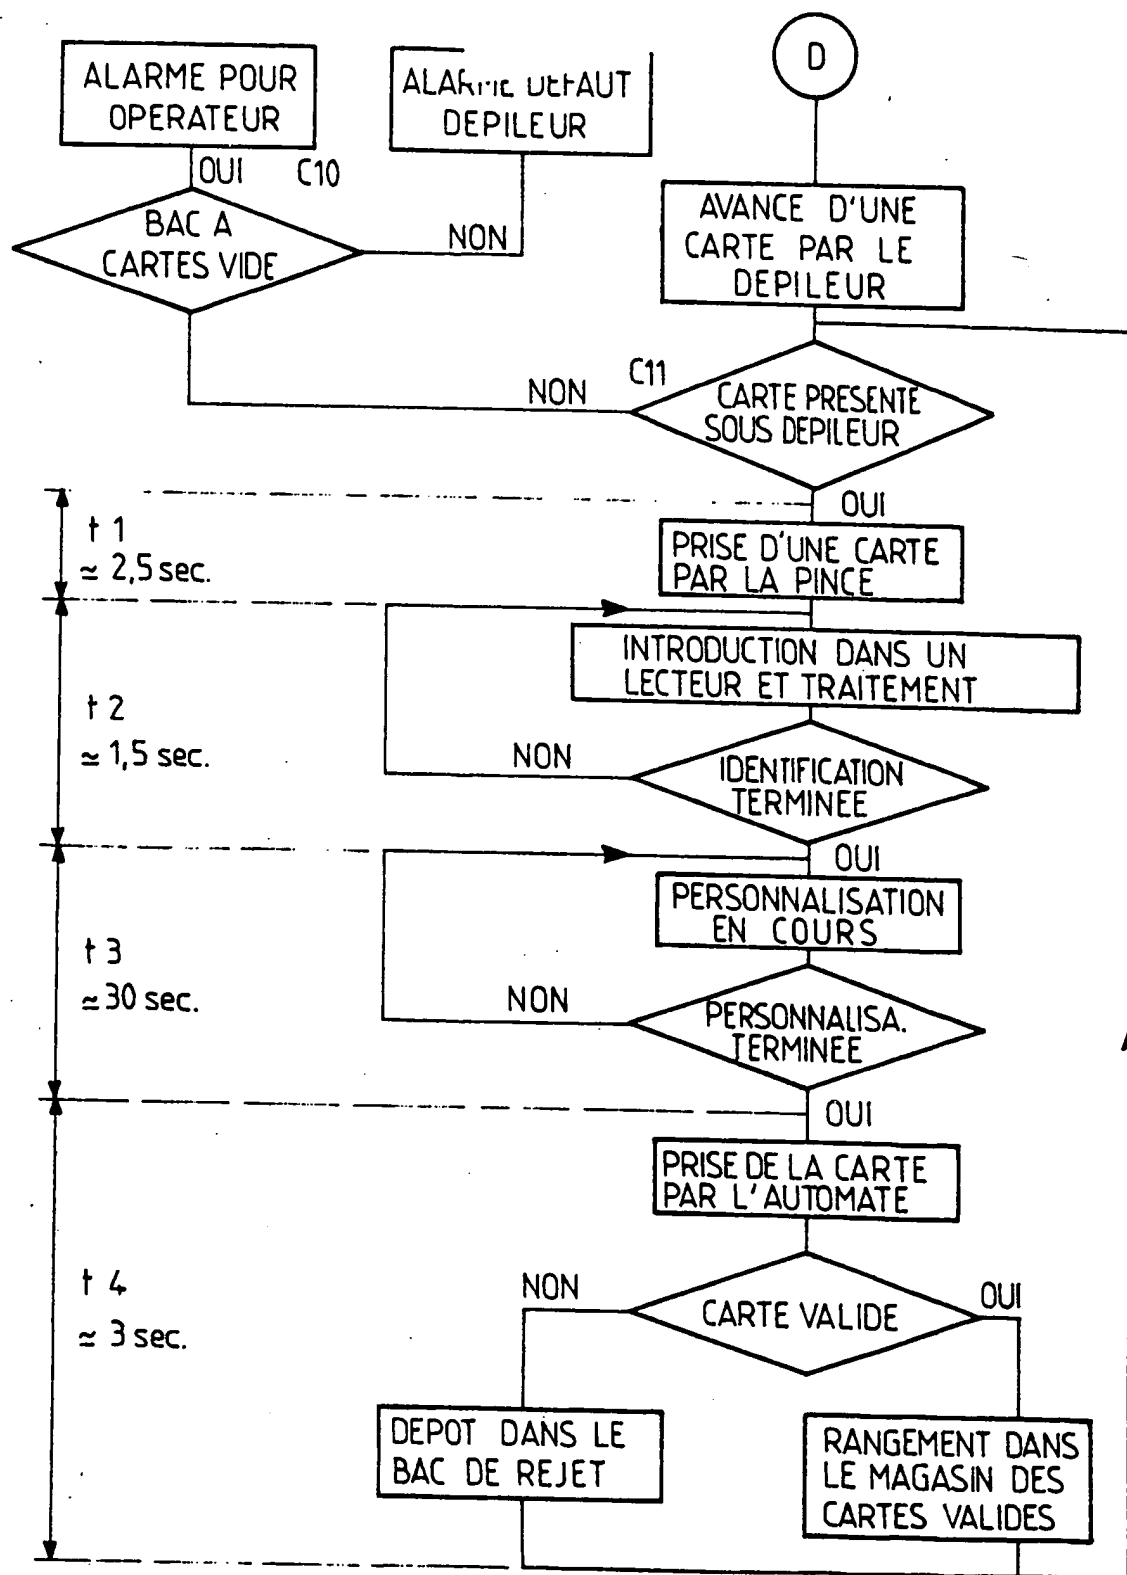 D
ALARME POUR
OPERATEUR
ALARME DEFAUT
DEPILEUR
OUI
C10
BAC A
CARTES VIDE
NON
AVANCE D'UNE
CARTE PAR LE
DEPILEUR
C11
NON
CARTE PRESENTE
SOUS DEPILEUR
OUI
t 1
≃ 2,5 sec.
PRISE D'UNE CARTE
PAR LA PINCE
INTRODUCTION DANS UN
LECTEUR ET TRAITEMENT
t 2
≃ 1,5 sec.
NON
IDENTIFICATION
TERMINEE
OUI
PERSONNALISATION
EN COURS
t 3
≃ 30 sec.
NON
PERSONNALISA.
TERMINEE
OUI
PRISE DE LA CARTE
PAR L'AUTOMATE
t 4
≃ 3 sec.
NON
CARTE VALIDE
OUI
DEPOT DANS LE
BAC DE REJET
RANGEMENT DANS
LE MAGASIN DES
CARTES VALIDES